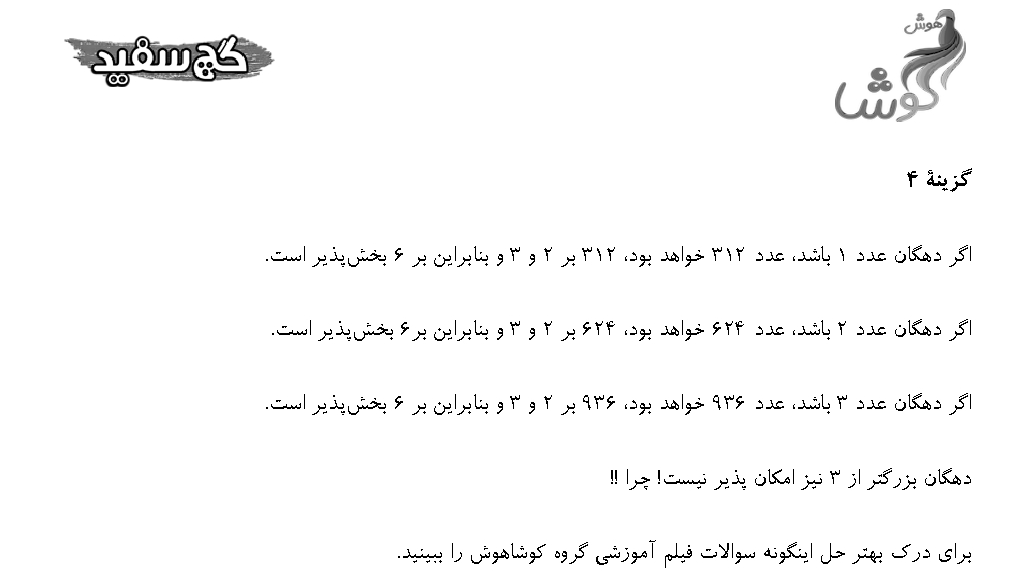 گچ سفید
هوش
کوشا
گزینهٔ ۴
اگر دهگان عدد ۱ باشد، عدد ۳۱۲ خواهد بود، ۳۱۲ بر ۲ و ۳ و بنابراین بر ۶ بخش‌پذیر است.
اگر دهگان عدد ۲ باشد، عدد ۶۲۴ خواهد بود، ۶۲۴ بر ۲ و ۳ و بنابراین بر۶ بخش‌پذیر است.
اگر دهگان عدد ۳ باشد، عدد ۹۳۶ خواهد بود، ۹۳۶ بر ۲ و ۳ و بنابراین بر ۶ بخش‌پذیر است.
دهگان بزرگتر از ۳ نیز امکان پذیر نیست! چرا !!
برای درک بهتر حل اینگونه سوالات فیلم آموزشی گروه کوشاهوش را ببینید.